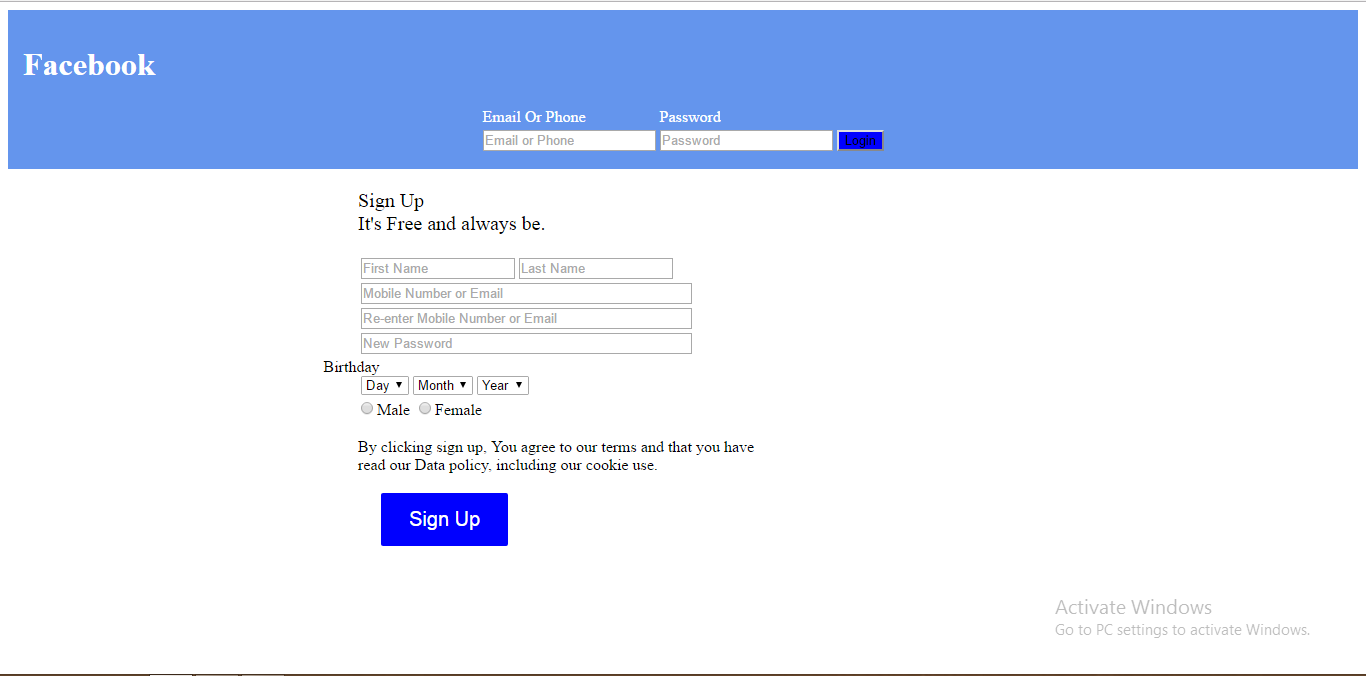 Facebook
Email Or Phone Password
Email or Phone Password Login
Sign Up
It's Free and always be.
First Name Last Name
Mobile Number or Email
Re-enter Mobile Number or Email
New Password
Birthday
Day Month Year
Male Female
By clicking sign up, You agree to our terms and that you have
read our Data policy, including our cookie use.
Sign Up
Activate Windows
Go to PC settings to activate Windows.